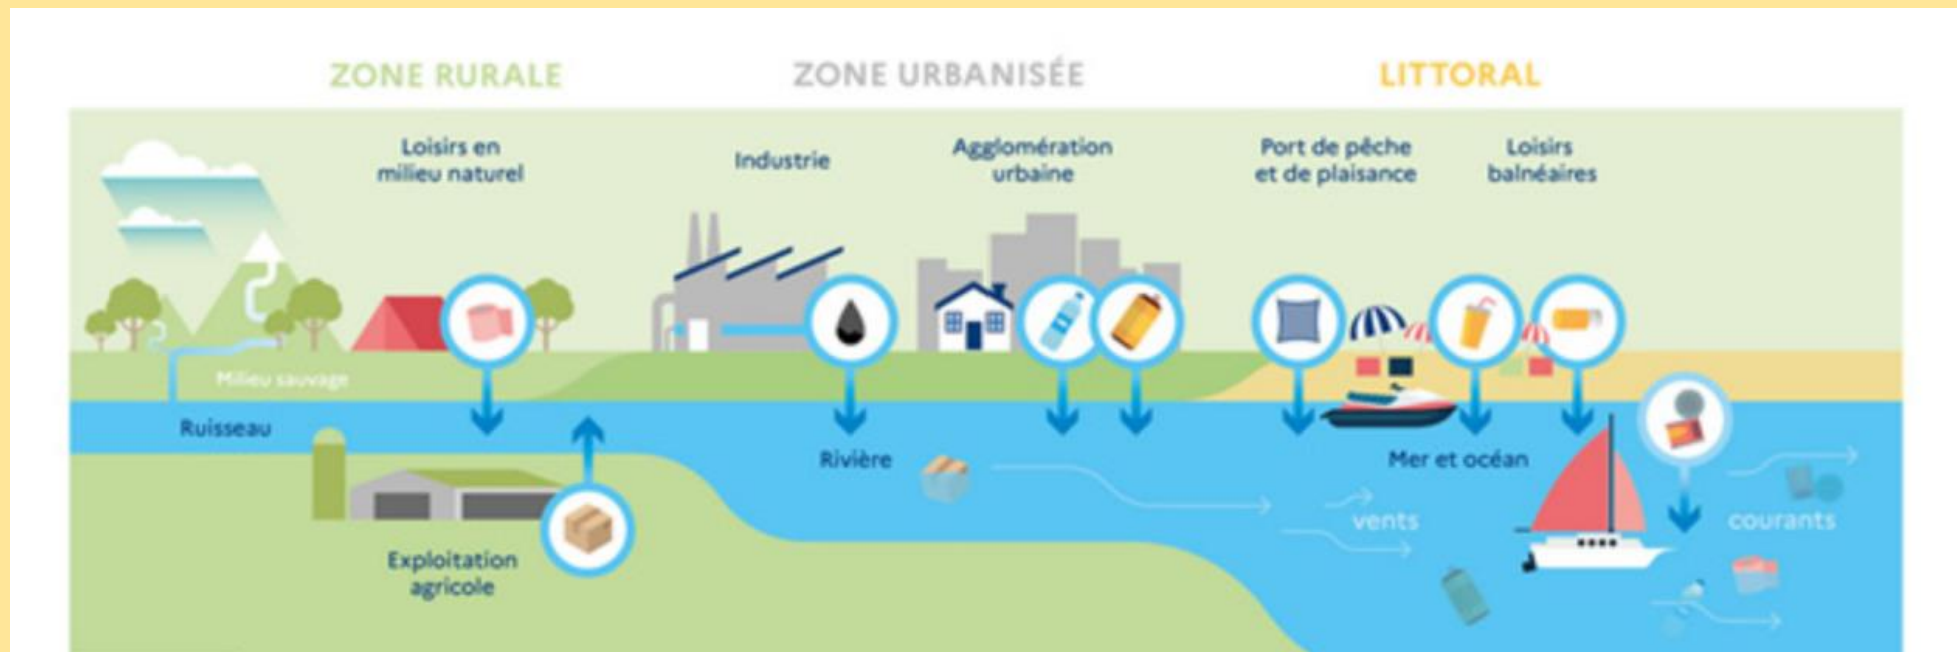 ZONE RURALE
ZONE URBANISÉE
LITTORAL
Loisirs en
milieu naturel
Industrie
Agglomération
urbaine
Port de pêche
et de plaisance
Loisirs
balnéaires
Milieu sauvage
Ruisseau
Rivière
Mer et océan
vents
courants
Exploitation
agricole